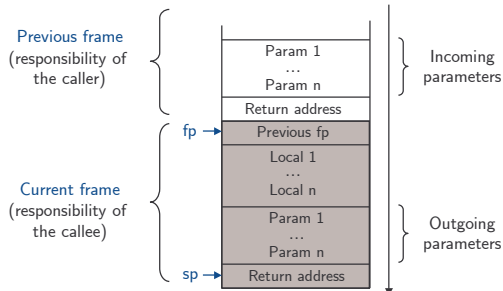 Previous frame
(responsibility of
the caller)
Param 1
...
Param n
Incoming
parameters
Return address
fp
Previous fp
Local 1
...
Local n
Current frame
(responsibility of
the callee)
Param 1
...
Param n
Outgoing
parameters
sp
Return address